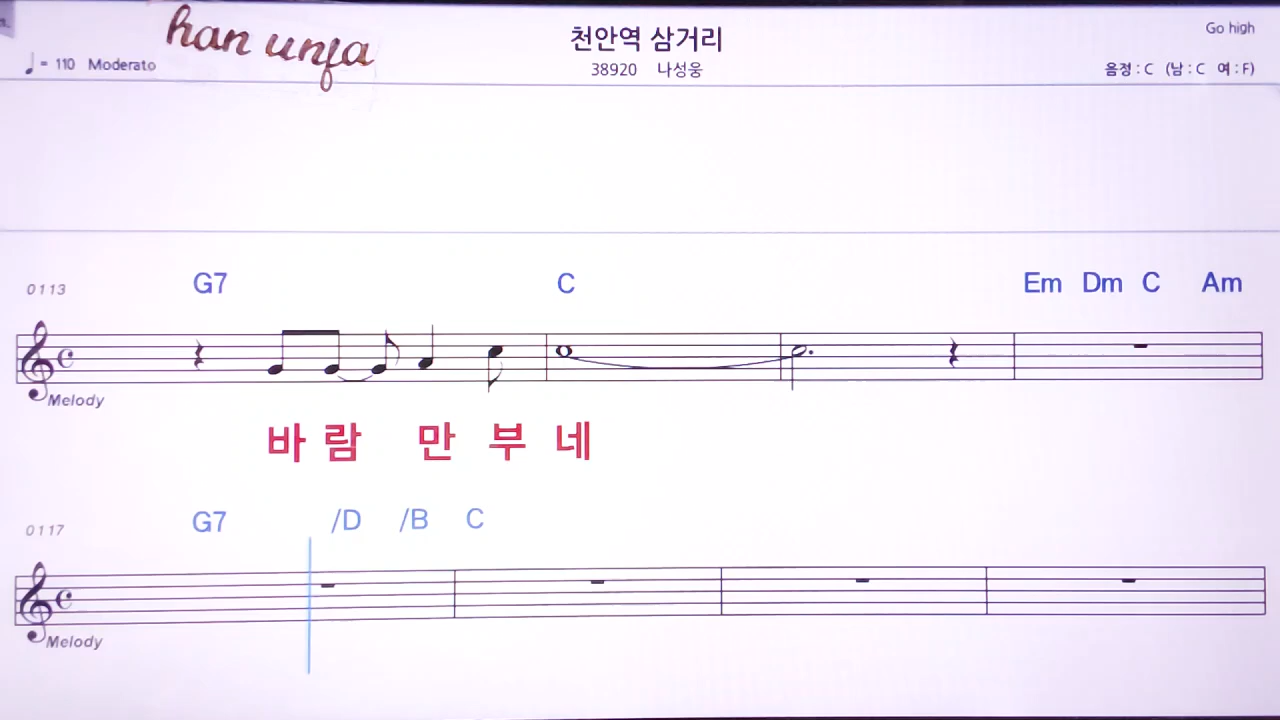 han unfa
천안역 삼거리
Go high
♩ = 110 Moderato
38920 나성웅
음정 : C (남 : C 여 : F)
0113 G7 C Em Dm C Am
Melody
바 람 만 부 네
0117 G7 /D /B C
Melody